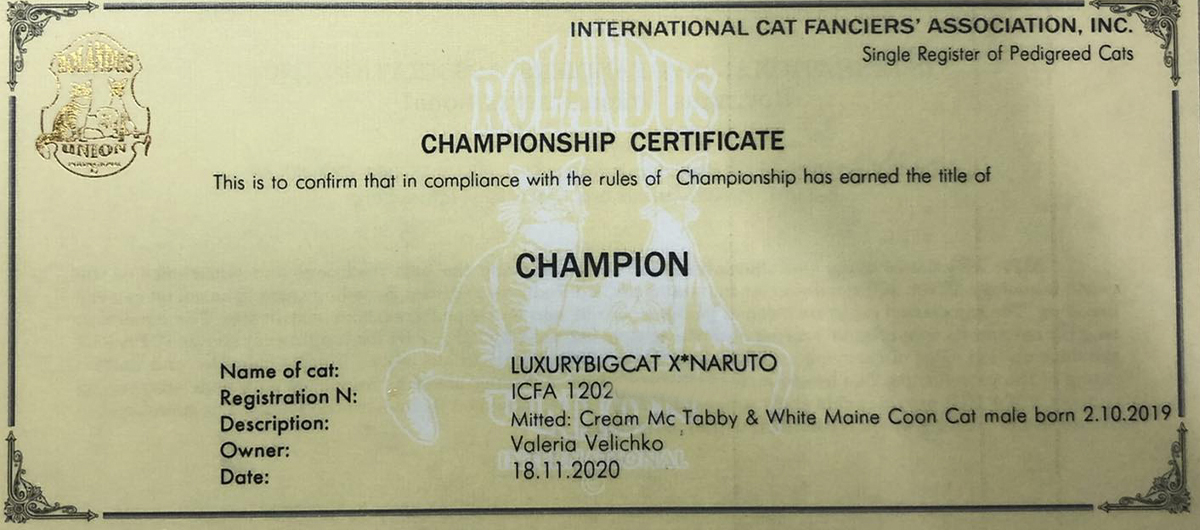 INTERNATIONAL CAT FANCIERS' ASSOCIATION, INC.
Single Register of Pedigreed Cats
ROLANDUS
UNION
ROLANDUS
CHAMPIONSHIP CERTIFICATE
This is to confirm that in compliance with the rules of Championship has earned the title of
CHAMPION
Name of cat: LUXURYBIGCAT X*NARUTO
Registration N: ICFA 1202
Description: Mitted: Cream Mc Tabby & White Maine Coon Cat male born 2.10.2019
Owner: Valeria Velichko
Date: 18.11.2020